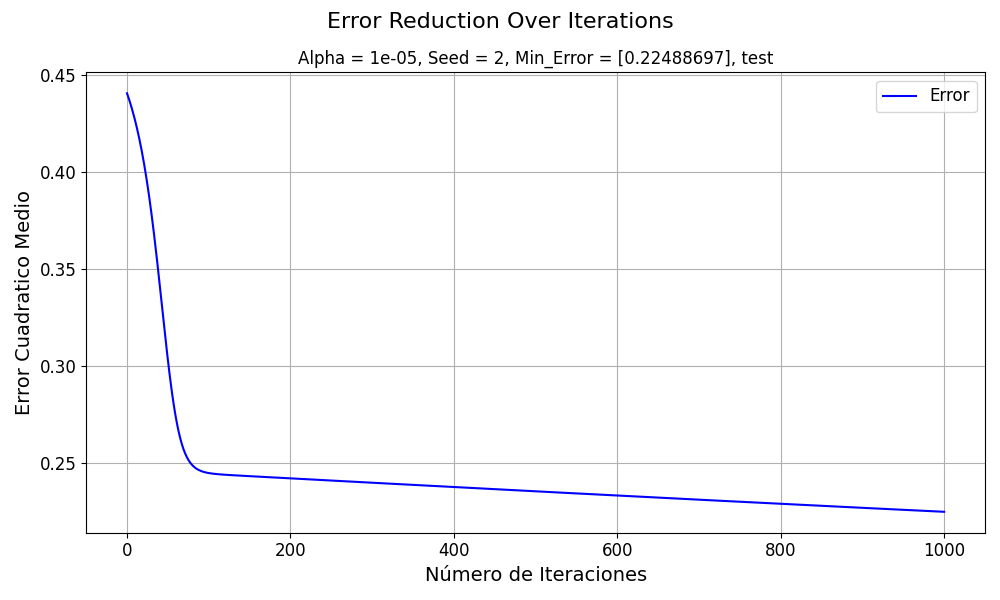 Error Reduction Over Iterations
Alpha = 1e-05, Seed = 2, Min_Error = [0.22488697], test
Error
Error Cuadratico Medio
0.45
0.40
0.35
0.30
0.25
0
200
400
600
800
1000
Número de Iteraciones